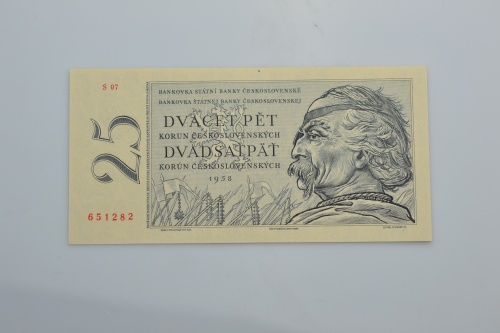 S 07
BANKOVKA STÁTNÍ BANKY ČESKOSLOVENSKÉ
BANKOVKA ŠTÁTNEJ BANKY ČESKOSLOVENSKEJ
DVACET PĚT
KORUN ČESKOSLOVENSKÝCH
DVADSAŤPÄŤ
KORÚN ČESKOSLOVENSKÝCH
1958
25
651282